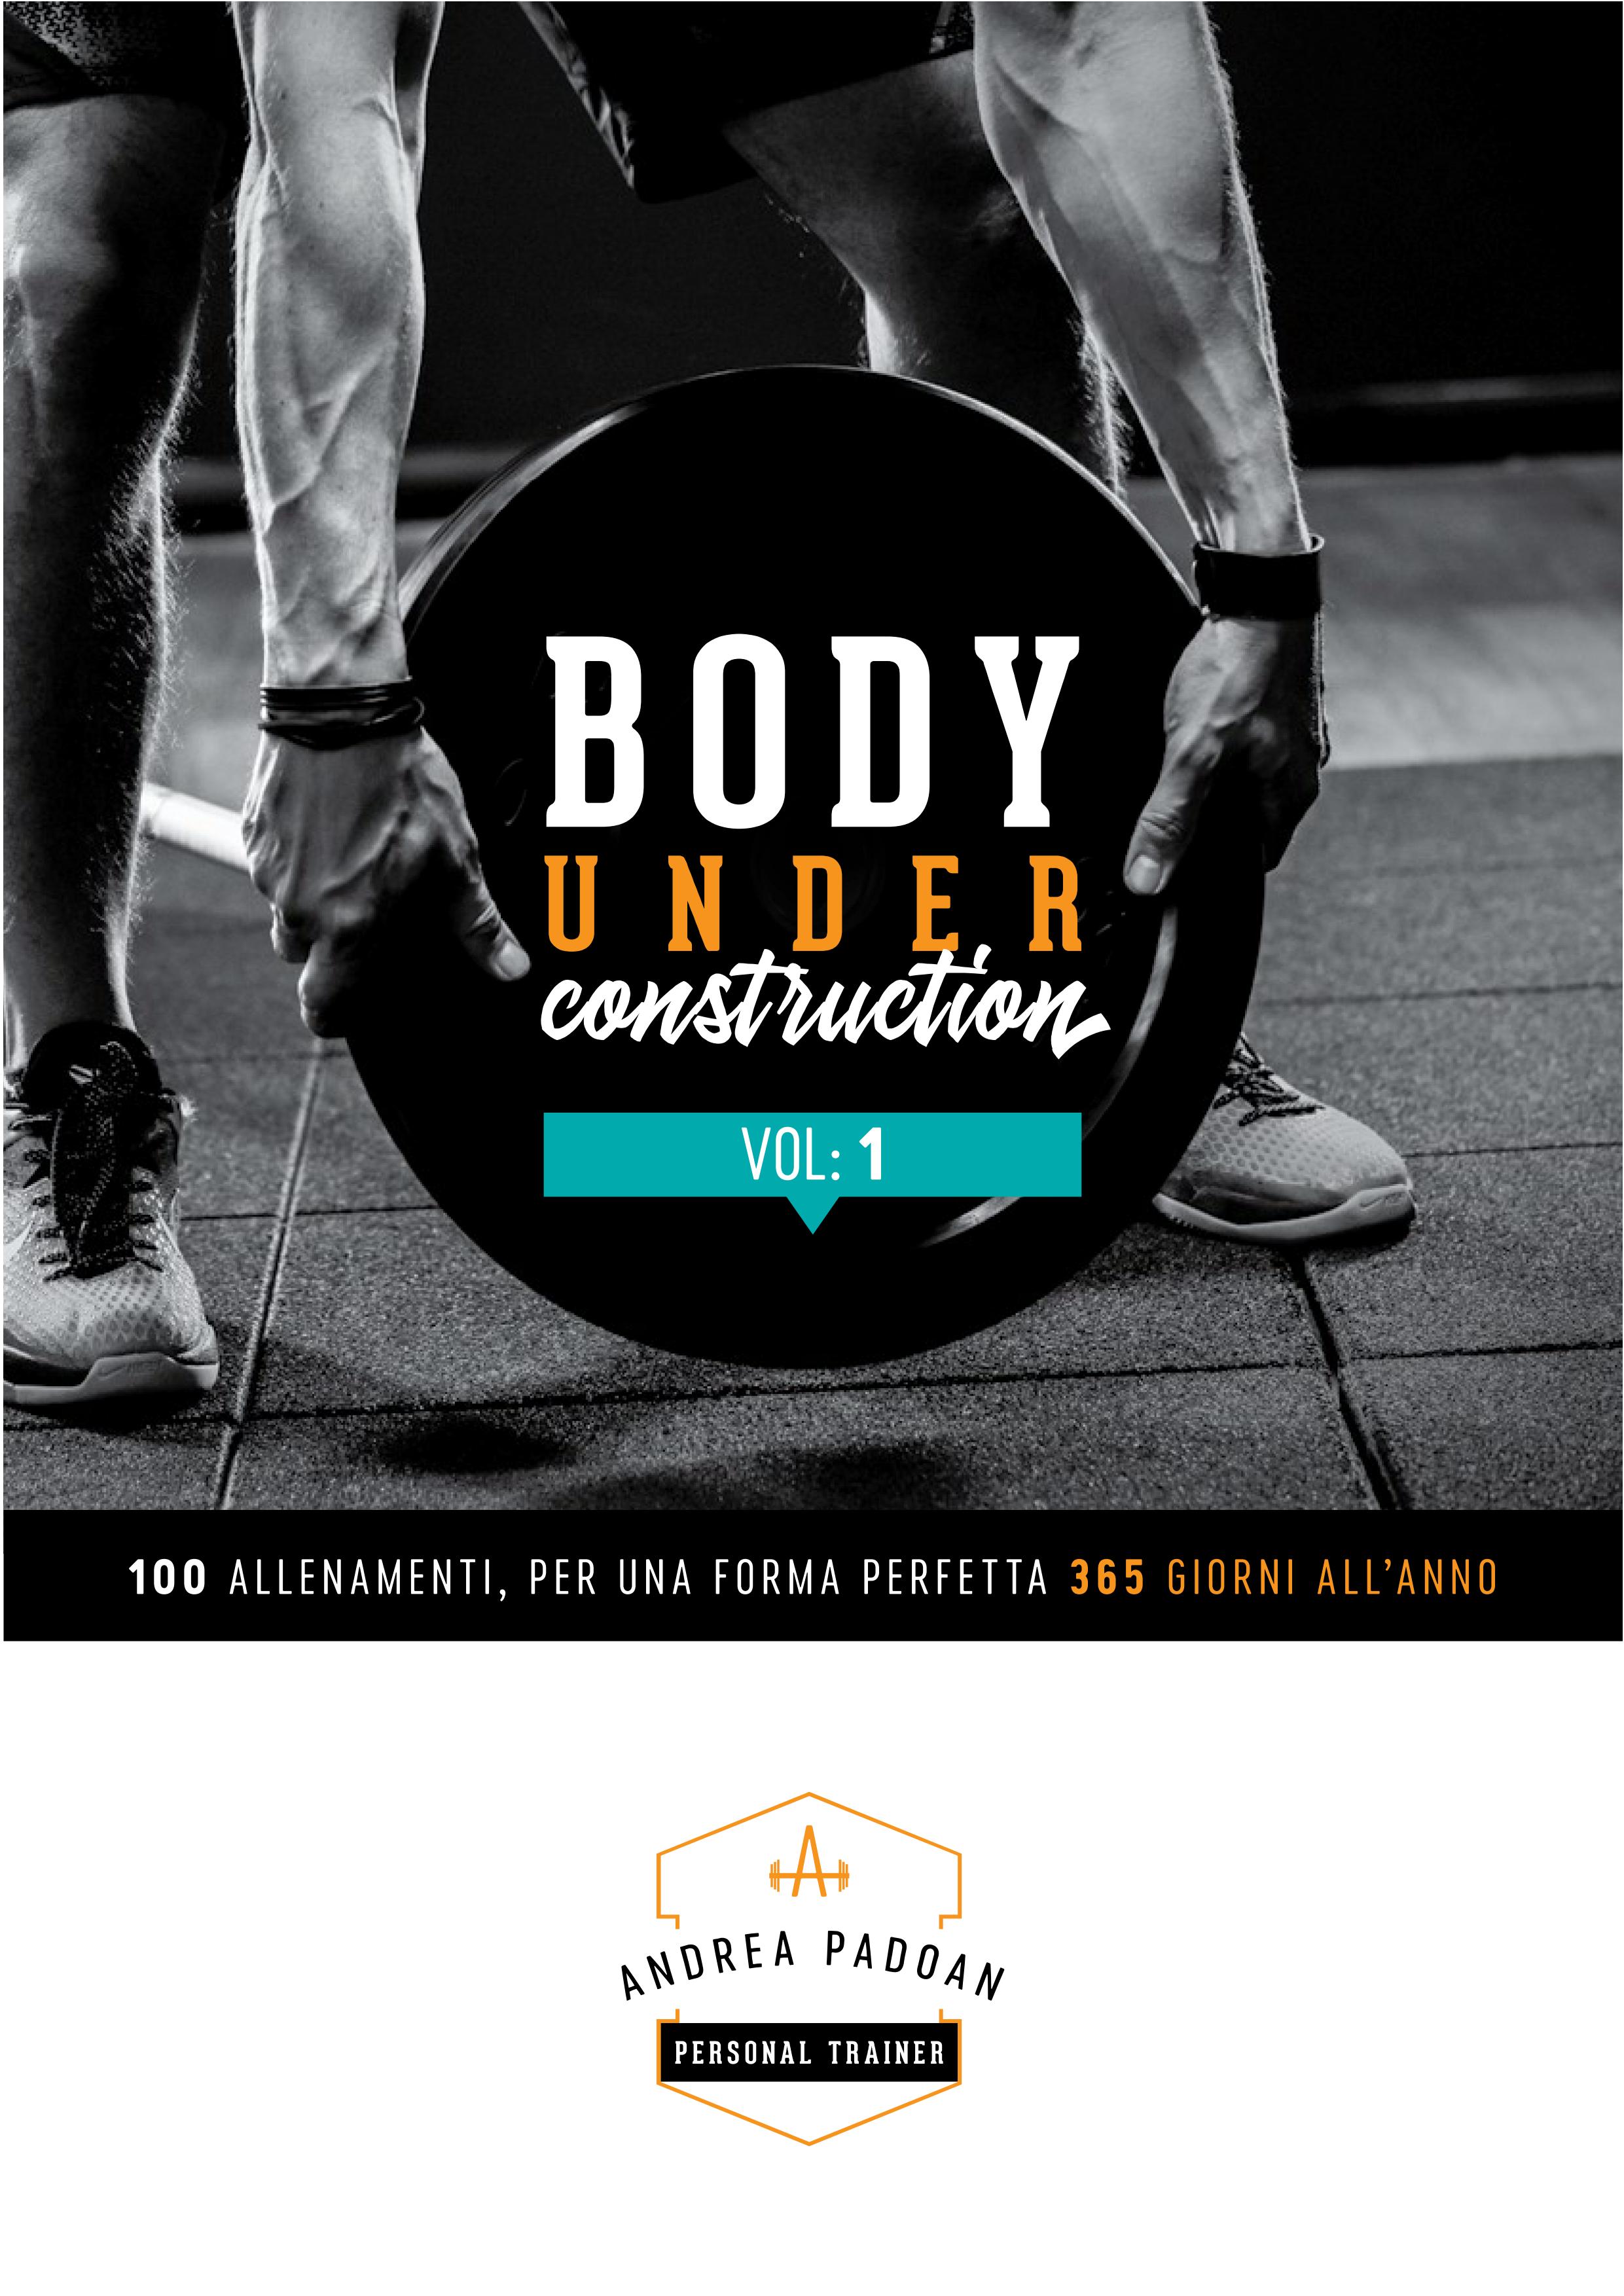 BODY
UNDER
construction
VOL: 1
100 ALLENAMENTI, PER UNA FORMA PERFETTA 365 GIORNI ALL'ANNO
A
ANDREA PADOAN
PERSONAL TRAINER